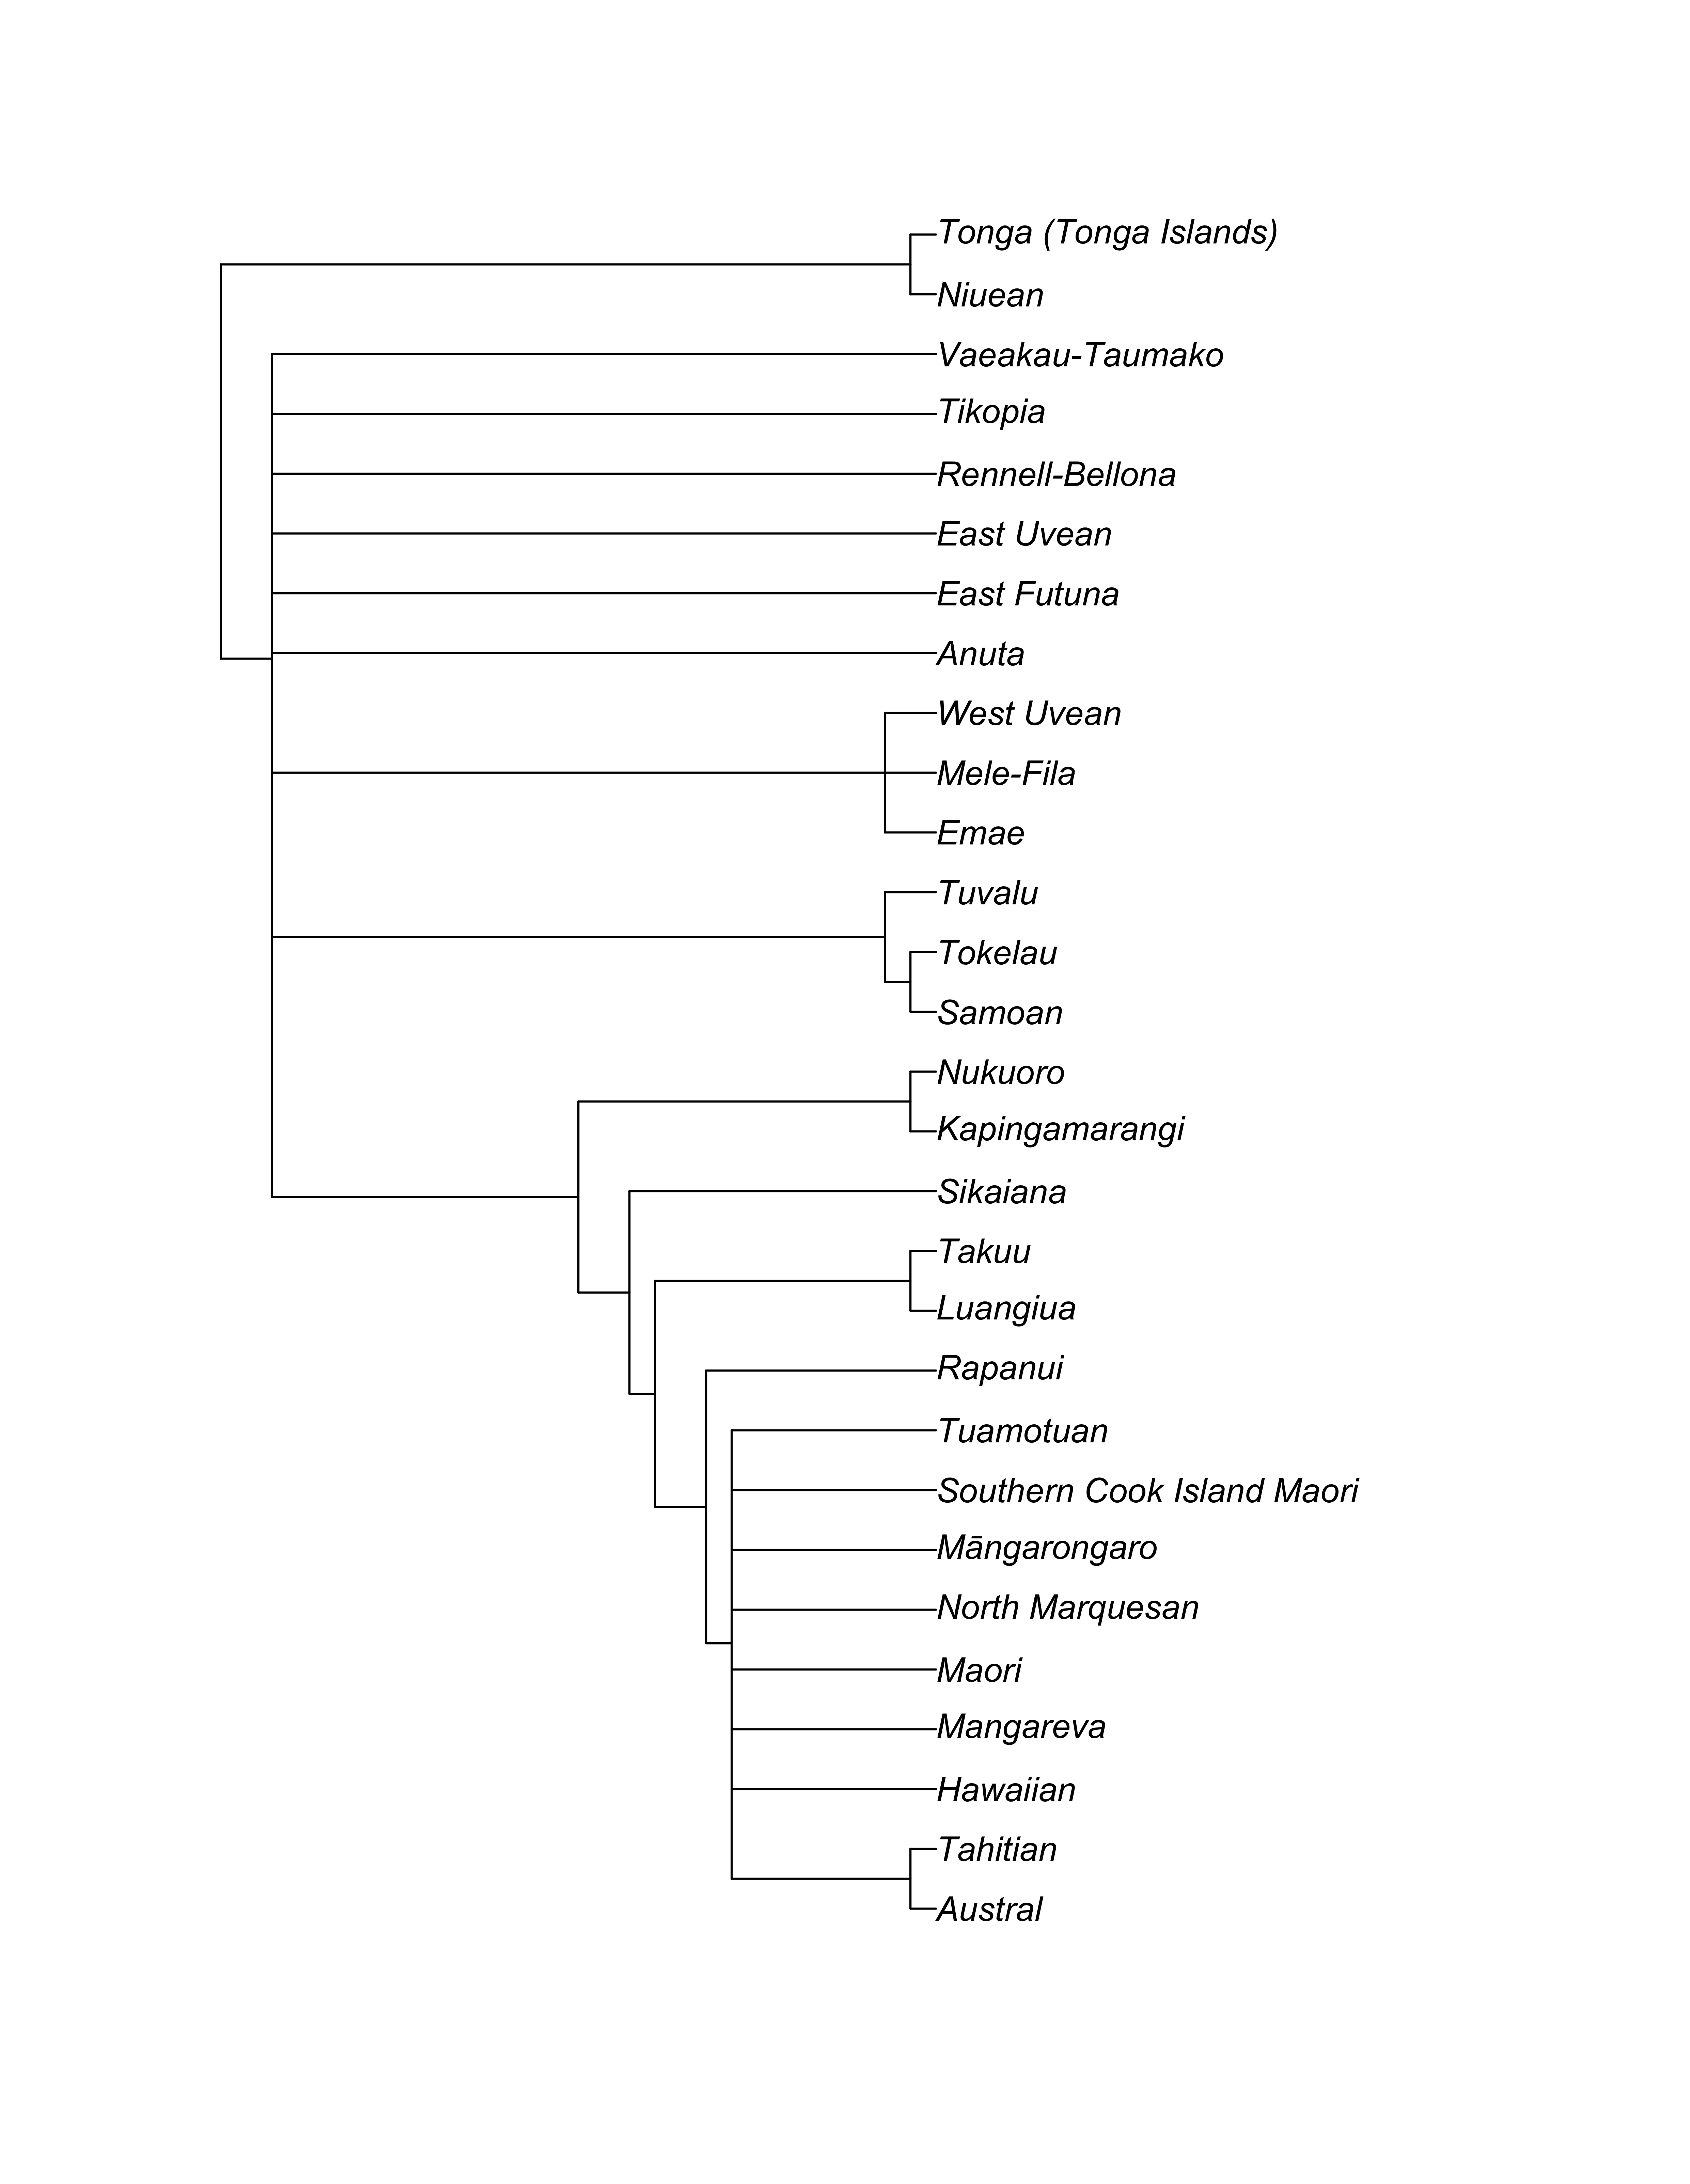 Tonga (Tonga Islands)
Niuean
Vaeakau-Taumako
Tikopia
Rennell-Bellona
East Uvean
East Futuna
Anuta
West Uvean
Mele-Fila
Emae
Tuvalu
Tokelau
Samoan
Nukuoro
Kapingamarangi
Sikaiana
Takuu
Luangiua
Rapanui
Tuamotuan
Southern Cook Island Maori
Māngarongaro
North Marquesan
Maori
Mangareva
Hawaiian
Tahitian
Austral